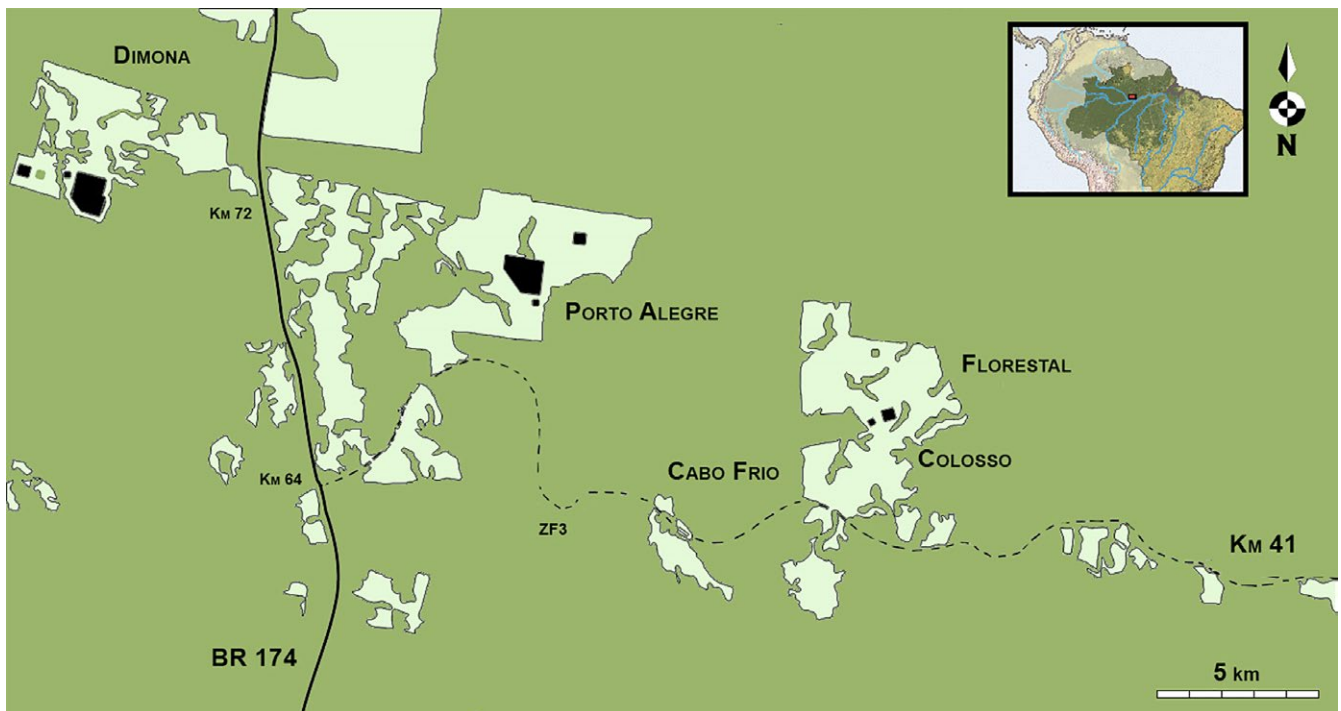 DIMONA
N
KM 72
PORTO ALEGRE
FLORESTAL
COLOSSO
CABO FRIO
KM 64
ZF3
KM 41
BR 174
5 KM